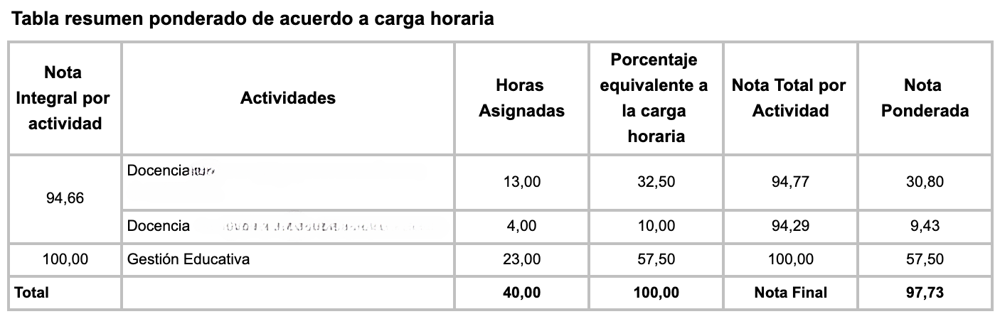 Tabla resumen ponderado de acuerdo a carga horaria
Nota Integral por actividad | Actividades | Horas Asignadas | Porcentaje equivalente a la carga horaria | Nota Total por Actividad | Nota Ponderada
94,66 | Docencia | 13,00 | 32,50 | 94,77 | 30,80
Docencia | 4,00 | 10,00 | 94,29 | 9,43
100,00 | Gestión Educativa | 23,00 | 57,50 | 100,00 | 57,50
Total | 40,00 | 100,00 | Nota Final | 97,73